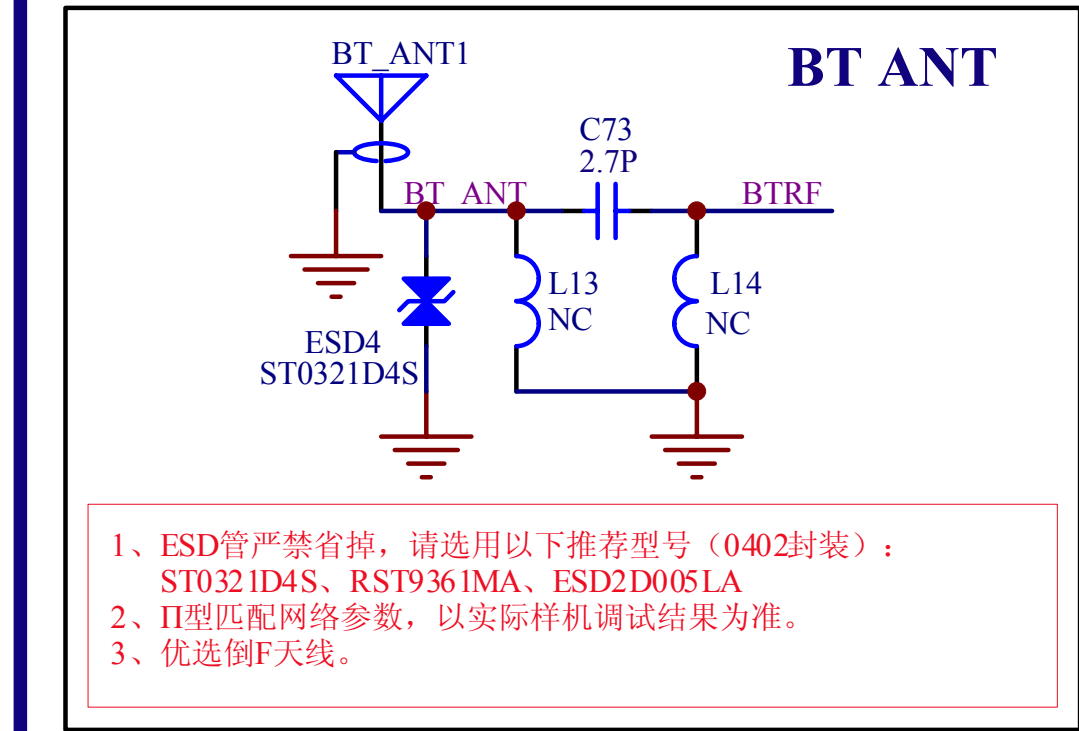 BT_ANT1
BT ANT
C73
2.7P
BT_ANT
BTRF
L13
NC
L14
NC
ESD4
ST0321D4S
1、ESD管严禁省掉，请选用以下推荐型号（0402封装）：
ST0321D4S、RST9361MA、ESD2D005LA
2、Π型匹配网络参数，以实际样机调试结果为准。
3、优选倒F天线。